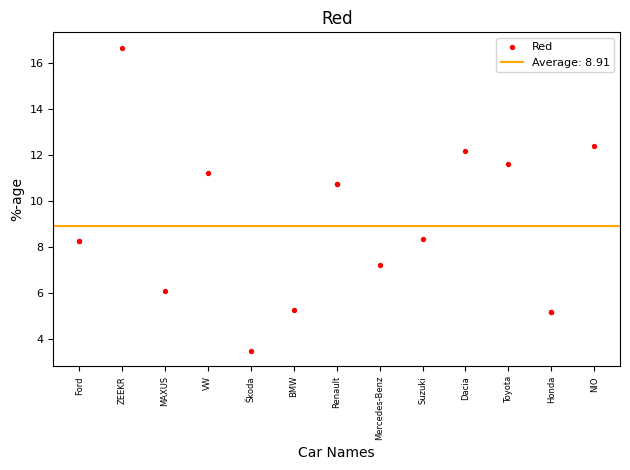 Red
Red
Average: 8.91
%-age
16
14
12
10
8
6
4
Ford
ZEEKR
MAXUS
VW
Škoda
BMW
Renault
Mercedes-Benz
Suzuki
Dacia
Toyota
Honda
NIO
Car Names